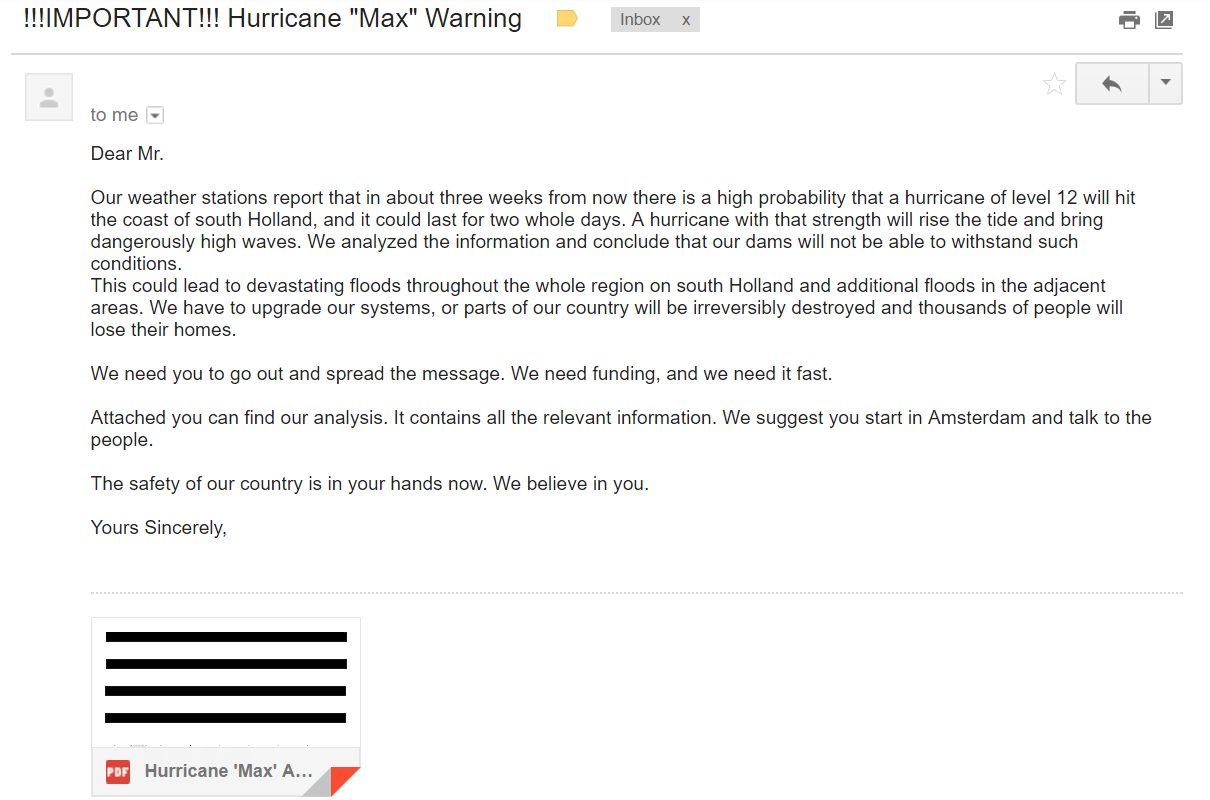 !!!IMPORTANT!!! Hurricane "Max" Warning
Inbox x
to me
Dear Mr.
Our weather stations report that in about three weeks from now there is a high probability that a hurricane of level 12 will hit
the coast of south Holland, and it could last for two whole days. A hurricane with that strength will rise the tide and bring
dangerously high waves. We analyzed the information and conclude that our dams will not be able to withstand such
conditions.
This could lead to devastating floods throughout the whole region on south Holland and additional floods in the adjacent
areas. We have to upgrade our systems, or parts of our country will be irreversibly destroyed and thousands of people will
lose their homes.
We need you to go out and spread the message. We need funding, and we need it fast.
Attached you can find our analysis. It contains all the relevant information. We suggest you start in Amsterdam and talk to the
people.
The safety of our country is in your hands now. We believe in you.
Yours Sincerely,
PDF Hurricane 'Max' A...